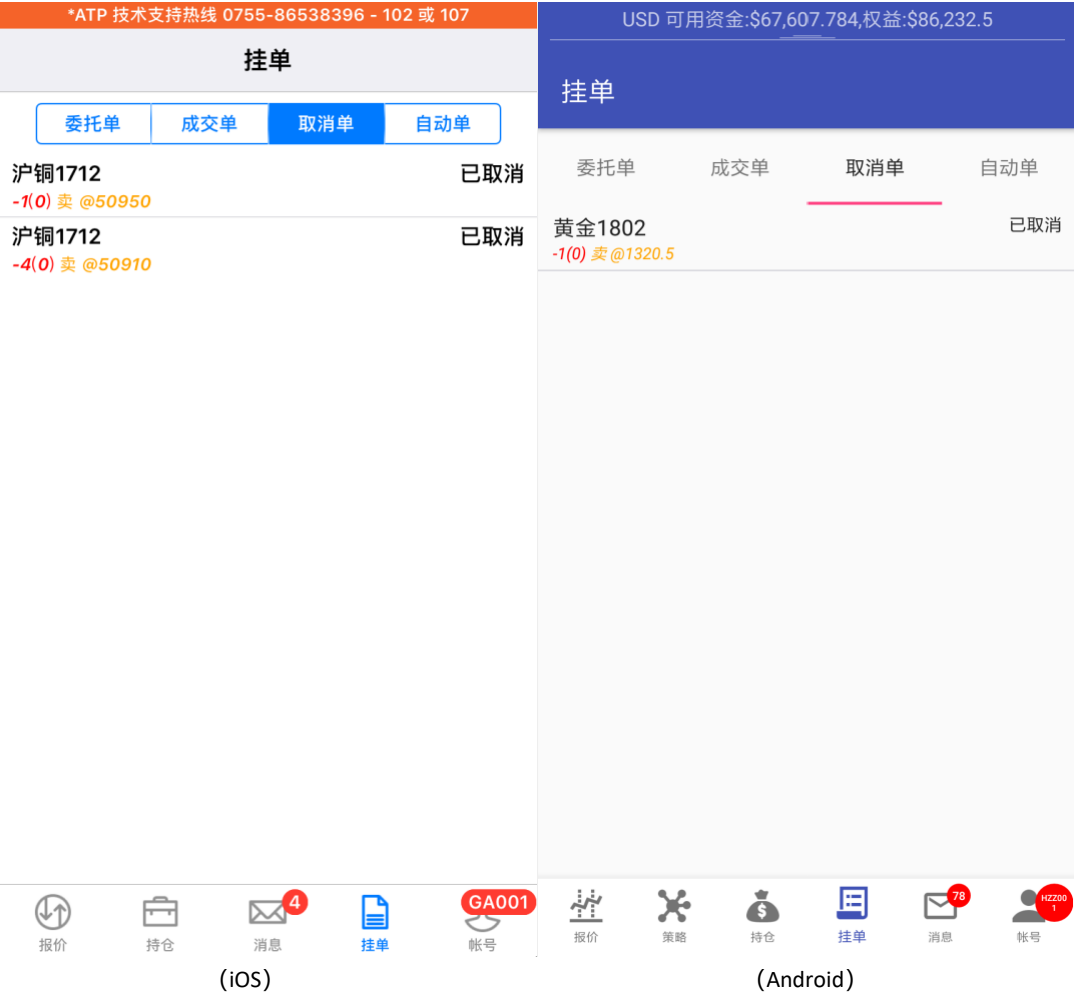 *ATP 技术支持热线 0755-86538396 - 102 或 107
挂单
委托单 成交单 取消单 自动单
沪铜1712 已取消
-1(0) 卖 @50950
沪铜1712 已取消
-4(0) 卖 @50910
4 GA001
报价 持仓 消息 挂单 帐号
(iOS)
USD 可用资金:$67,607.784,权益:$86,232.5
挂单
委托单 成交单 取消单 自动单
黄金1802 已取消
-1(0) 卖@1320.5
78 HZZ00
1
报价 策略 持仓 挂单 消息 帐号
(Android)